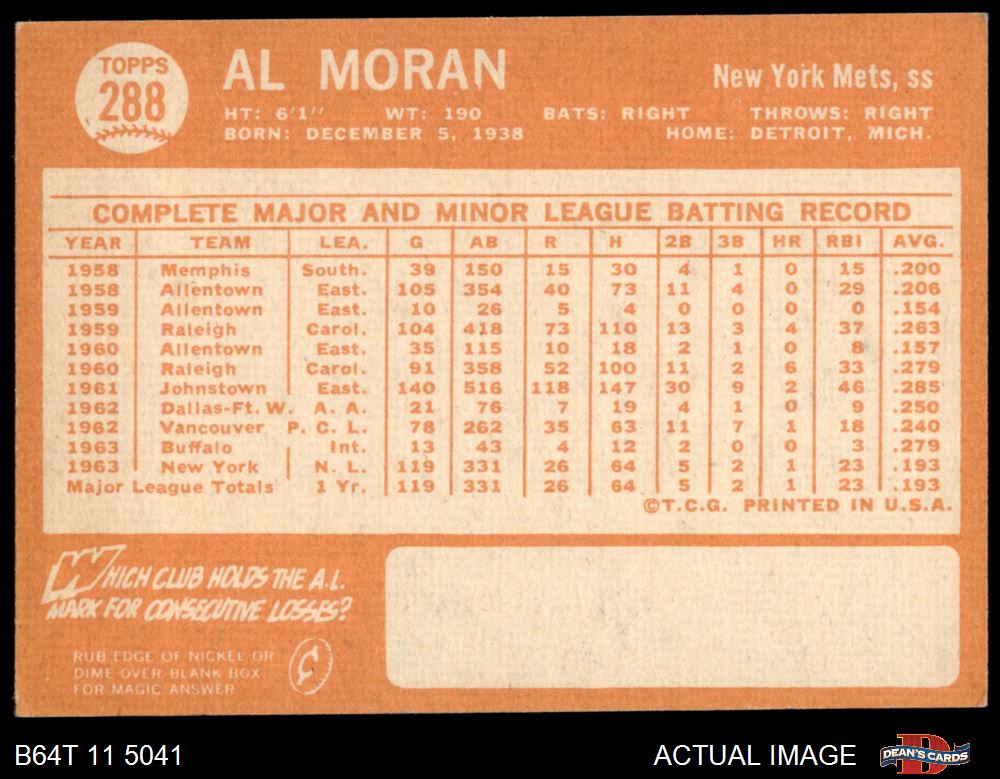 TOPPS
288
AL MORAN
New York Mets, ss
HT: 6'1" WT: 190 BATS: RIGHT THROWS: RIGHT
BORN: DECEMBER 5, 1938 HOME: DETROIT, MICH.
COMPLETE MAJOR AND MINOR LEAGUE BATTING RECORD
YEAR TEAM LEA. G AB R H 2B 3B HR RBI AVG.
1958 Memphis South. 39 150 15 30 4 1 0 15 .200
1958 Allentown East. 105 354 40 73 11 4 0 29 .206
1959 Allentown East. 10 26 5 4 0 0 0 0 .154
1959 Raleigh Carol. 104 418 73 110 13 3 4 37 .263
1960 Allentown East. 35 115 10 18 2 1 0 8 .157
1960 Raleigh Carol. 91 358 52 100 11 2 6 33 .279
1961 Johnstown East. 140 516 118 147 30 9 2 46 .285
1962 Dallas-Ft. W. A. A. 21 76 7 19 4 1 0 9 .250
1962 Vancouver P. C. L. 78 262 35 63 11 7 1 18 .240
1963 Buffalo Int. 13 43 4 12 2 0 0 3 .279
1963 New York N. L. 119 331 26 64 5 2 1 23 .193
Major League Totals 1 Yr. 119 331 26 64 5 2 1 23 .193
©T.C.G. PRINTED IN U.S.A.
WHICH CLUB HOLDS THE A.L.
MARK FOR CONSECUTIVE LOSSES?
RUB EDGE OF NICKEL OR
DIME OVER BLANK BOX
FOR MAGIC ANSWER
¢
B64T 11 5041
ACTUAL IMAGE
D
DEAN'S CARDS